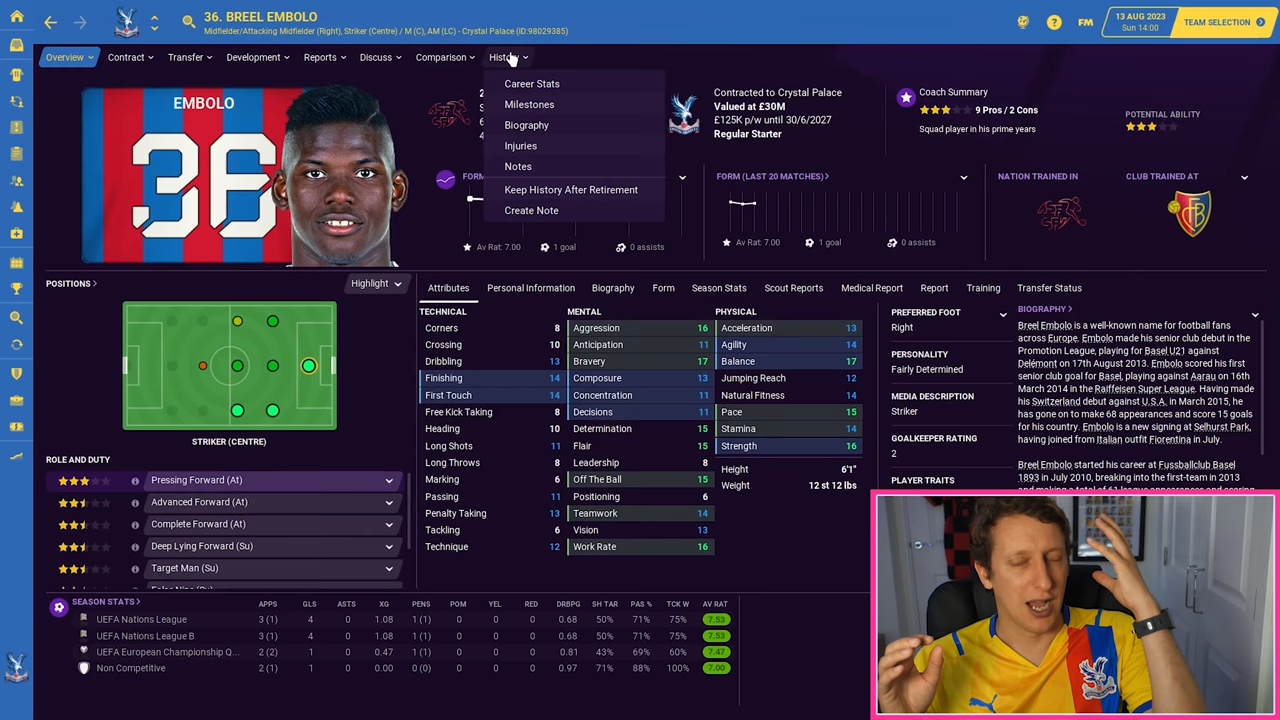 36. BREEL EMBOLO
Midfielder/Attacking Midfielder (Right), Striker (Centre) / M (C), AM (LC) - Crystal Palace (ID:98029385)
FM
13 AUG 2023
Sun 14:00
TEAM SELECTION
Overview
Contract
Transfer
Development
Reports
Discuss
Comparison
History
Career Stats
Milestones
Biography
Injuries
Notes
Keep History After Retirement
Create Note
EMBOLO
36
Contracted to Crystal Palace
Valued at £30M
£125K p/w until 30/6/2027
Regular Starter
Coach Summary
9 Pros / 2 Cons
Squad player in his prime years
POTENTIAL ABILITY
Av Rat: 7.00 1 goal 0 assists
FORM (LAST 20 MATCHES)
Av Rat: 7.00 1 goal 0 assists
NATION TRAINED IN
CLUB TRAINED AT
POSITIONS
Highlight
STRIKER (CENTRE)
ROLE AND DUTY
Pressing Forward (At)
Advanced Forward (At)
Complete Forward (At)
Deep Lying Forward (Su)
Target Man (Su)
Attributes Personal Information Biography Form Season Stats Scout Reports Medical Report Report Training Transfer Status
TECHNICAL
Corners 8
Crossing 10
Dribbling 13
Finishing 14
First Touch 14
Free Kick Taking 8
Heading 10
Long Shots 11
Long Throws 8
Marking 6
Passing 11
Penalty Taking 13
Tackling 6
Technique 12
MENTAL
Aggression 16
Anticipation 11
Bravery 17
Composure 13
Concentration 11
Decisions 11
Determination 15
Flair 15
Leadership 8
Off The Ball 15
Positioning 6
Teamwork 14
Vision 13
Work Rate 16
PHYSICAL
Acceleration 13
Agility 14
Balance 17
Jumping Reach 12
Natural Fitness 14
Pace 15
Stamina 14
Strength 16
Height 6'1"
Weight 12 st 12 lbs
PREFERRED FOOT
Right
PERSONALITY
Fairly Determined
MEDIA DESCRIPTION
Striker
GOALKEEPER RATING
2
PLAYER TRAITS
BIOGRAPHY
Breel Embolo is a well-known name for football fans
across Europe. Embolo made his senior club debut in the
Promotion League, playing for Basel U21 against
Delémont on 17th August 2013. Embolo scored his first
senior club goal for Basel, playing against Aarau on 16th
March 2014 in the Raiffeisen Super League. Having made
his Switzerland debut against U.S.A. in March 2015, he
has gone on to make 68 appearances and score 15 goals
for his country. Embolo is a new signing at Selhurst Park,
having joined from Italian outfit Fiorentina in July.
Breel Embolo started his career at Fussballclub Basel
1893 in July 2010, breaking into the first-team in 2013
SEASON STATS APPS GLS ASTS XG PENS POM YEL RED DRBPG SH TAR PAS % TCK W AV RAT
UEFA Nations League 3 (1) 4 0 1.08 1 (1) 0 0 0 0.68 50% 71% 75% 7.53
UEFA Nations League B 3 (1) 4 0 1.08 1 (1) 0 0 0 0.68 50% 71% 75% 7.53
UEFA European Championship Q... 2 (2) 1 0 0.47 1 (1) 0 0 0 0.81 43% 69% 60% 7.47
Non Competitive 2 (1) 1 0 0.00 0 (0) 0 0 0 0.97 71% 88% 100% 7.00